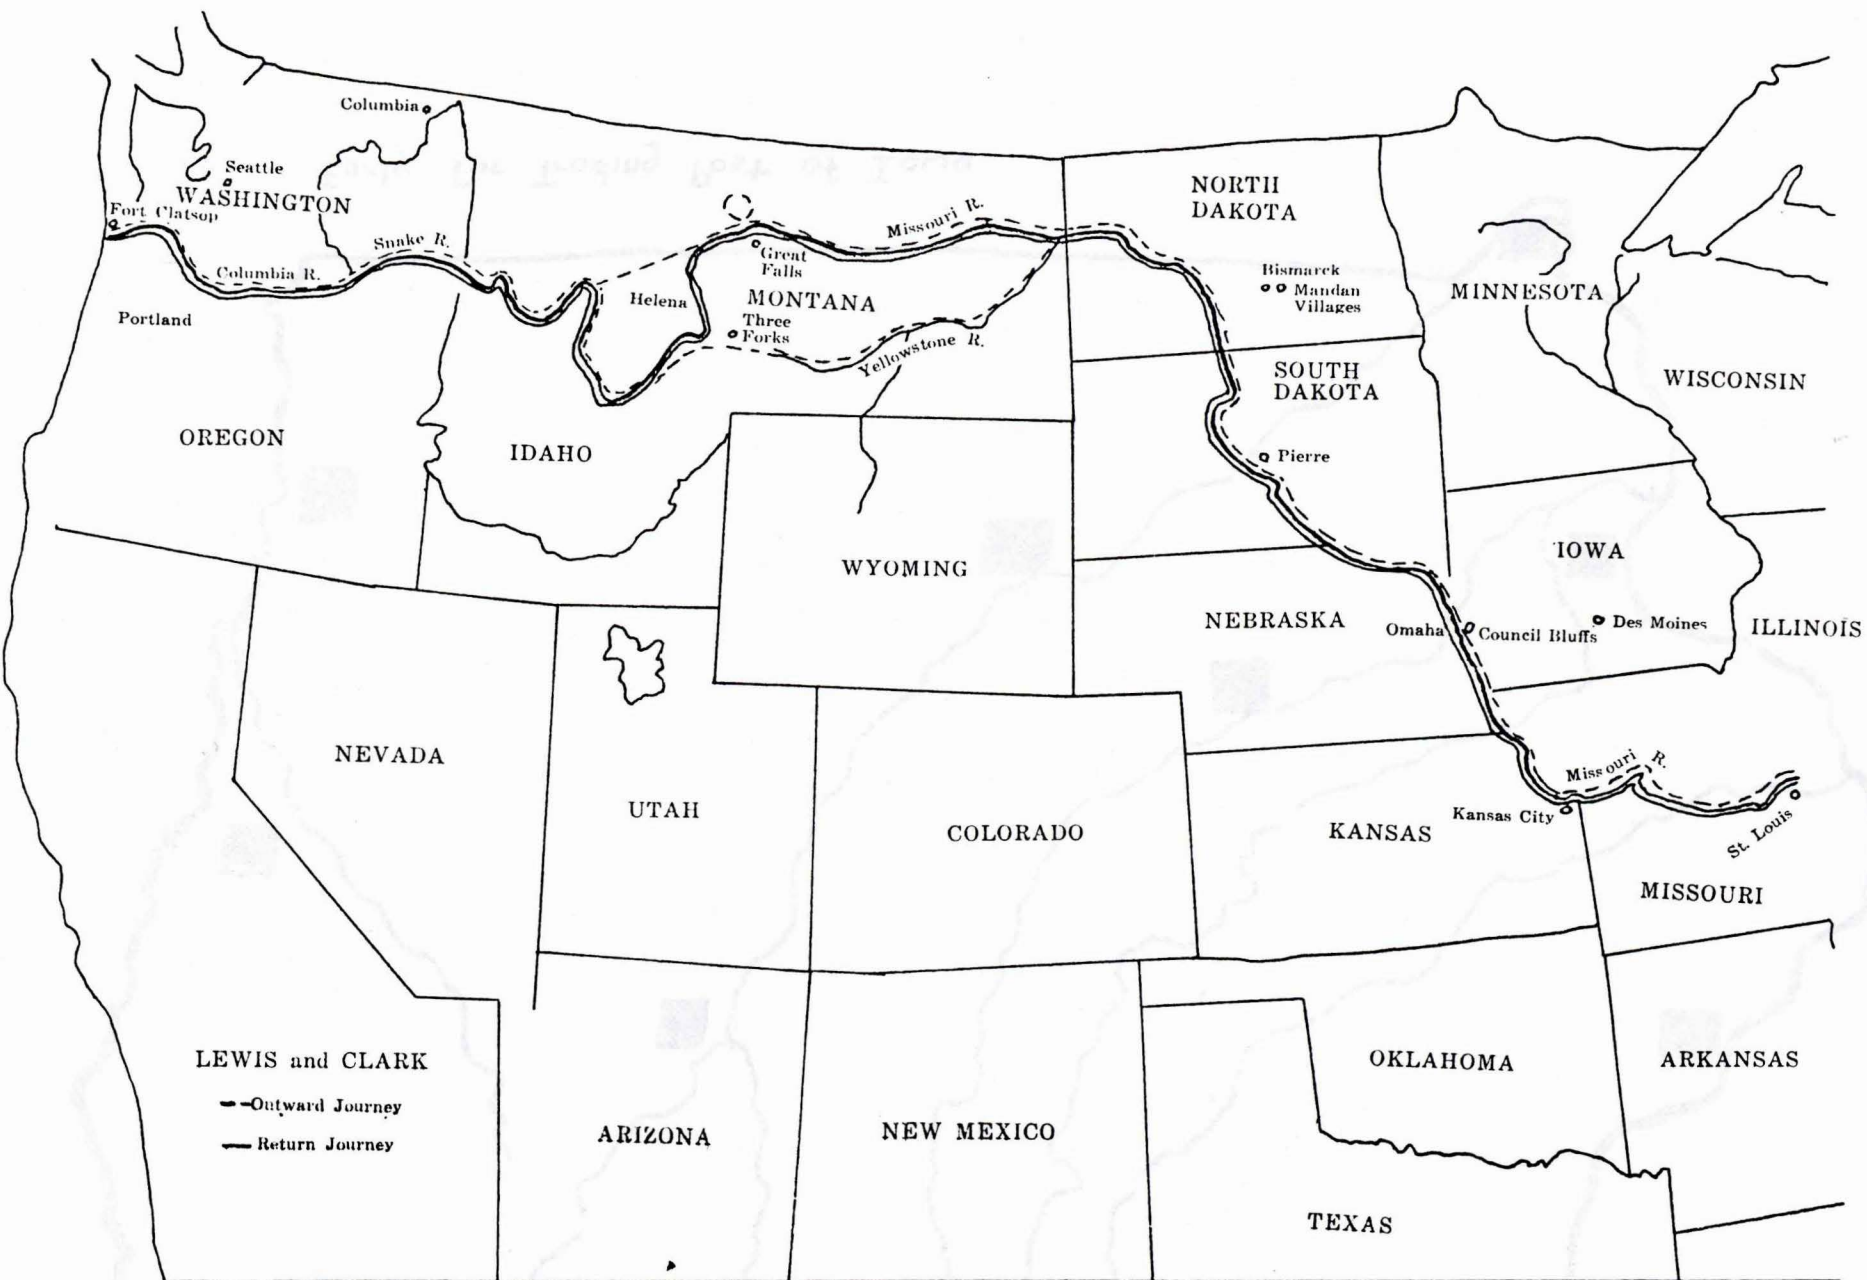 Columbia
Seattle
WASHINGTON
Fort Clatsop
Snake R.
Columbia R.
Portland
OREGON
IDAHO
Helena
Great
Falls
MONTANA
Three
Forks
Missouri R.
Yellowstone R.
NORTH
DAKOTA
Bismarck
Mandan
Villages
MINNESOTA
SOUTH
DAKOTA
WISCONSIN
Pierre
WYOMING
IOWA
NEBRASKA
Omaha
Council Bluffs
Des Moines
ILLINOIS
NEVADA
UTAH
COLORADO
KANSAS
Kansas City
Missouri R.
St. Louis
MISSOURI
LEWIS and CLARK
Outward Journey
Return Journey
ARIZONA
NEW MEXICO
OKLAHOMA
ARKANSAS
TEXAS